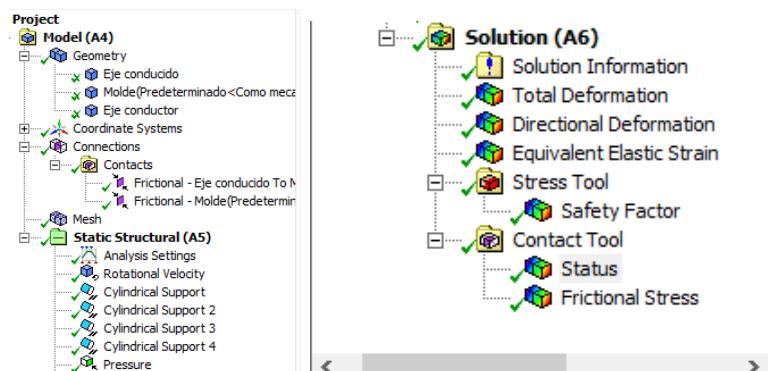 Project
Model (A4)
Geometry
Eje conducido
Molde(Predeterminado<Como meca
Eje conductor
Coordinate Systems
Connections
Contacts
Frictional - Eje conducido To M
Frictional - Molde(Predetermin
Mesh
Static Structural (A5)
Analysis Settings
Rotational Velocity
Cylindrical Support
Cylindrical Support 2
Cylindrical Support 3
Cylindrical Support 4
Pressure
Solution (A6)
Solution Information
Total Deformation
Directional Deformation
Equivalent Elastic Strain
Stress Tool
Safety Factor
Contact Tool
Status
Frictional Stress